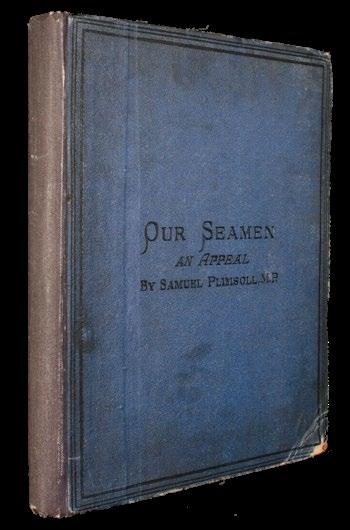 OUR SEAMEN
AN APPEAL
BY SAMUEL PLIMSOLL, M.P.